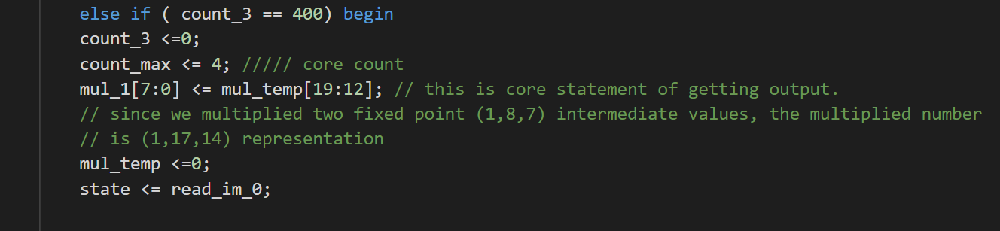 else if ( count_3 == 400) begin
count_3 <=0;
count_max <= 4; ///// core count
mul_1[7:0] <= mul_temp[19:12]; // this is core statement of getting output.
// since we multiplied two fixed point (1,8,7) intermediate values, the multiplied number
// is (1,17,14) representation
mul_temp <=0;
state <= read_im_0;